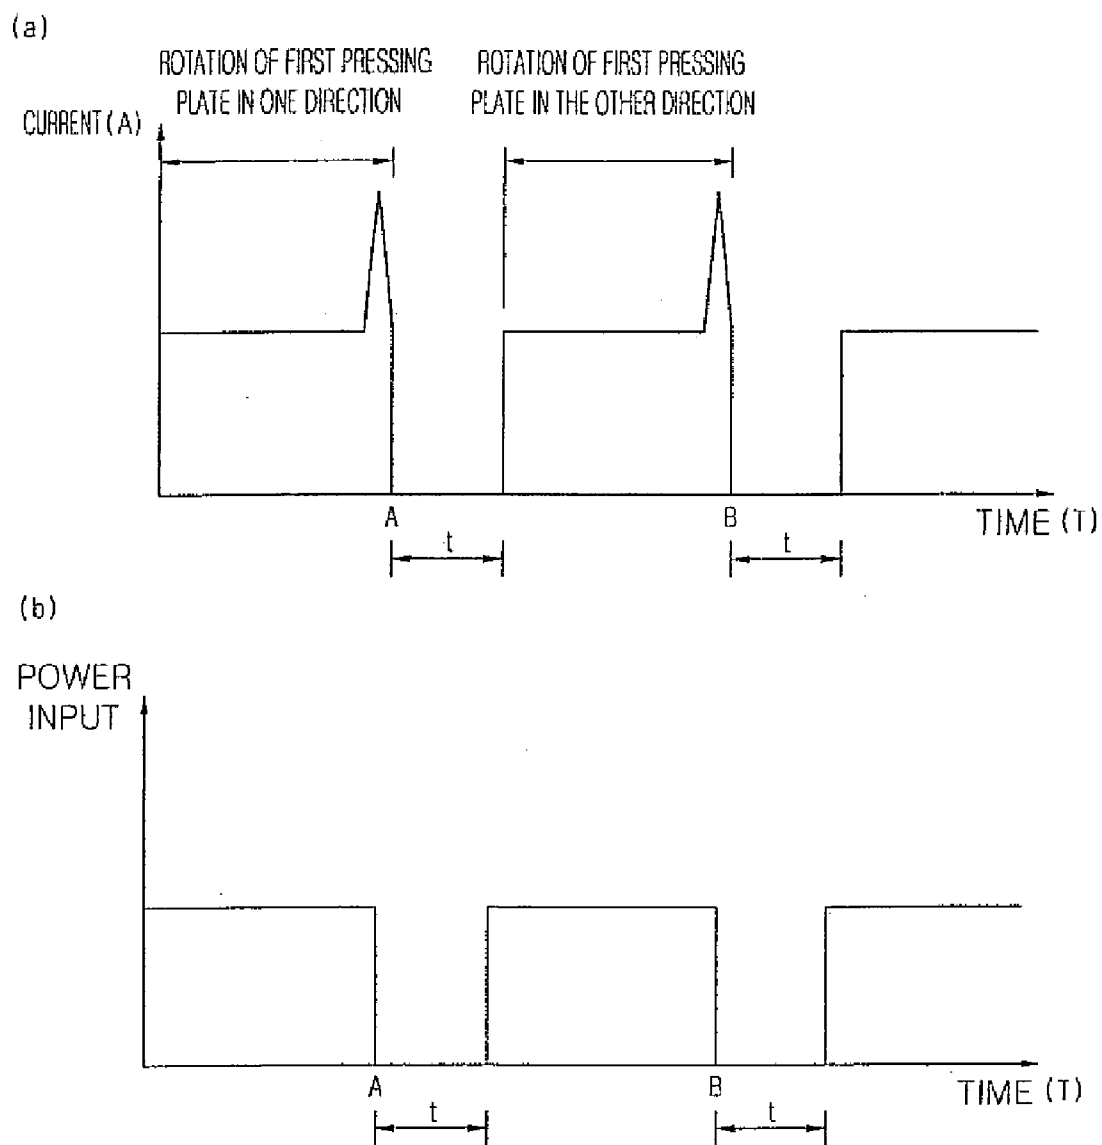 (a)
ROTATION OF FIRST PRESSING
PLATE IN ONE DIRECTION
ROTATION OF FIRST PRESSING
PLATE IN THE OTHER DIRECTION
CURRENT(A)
A
B
TIME (T)
t
t
(b)
POWER
INPUT
A
B
TIME (T)
t
t